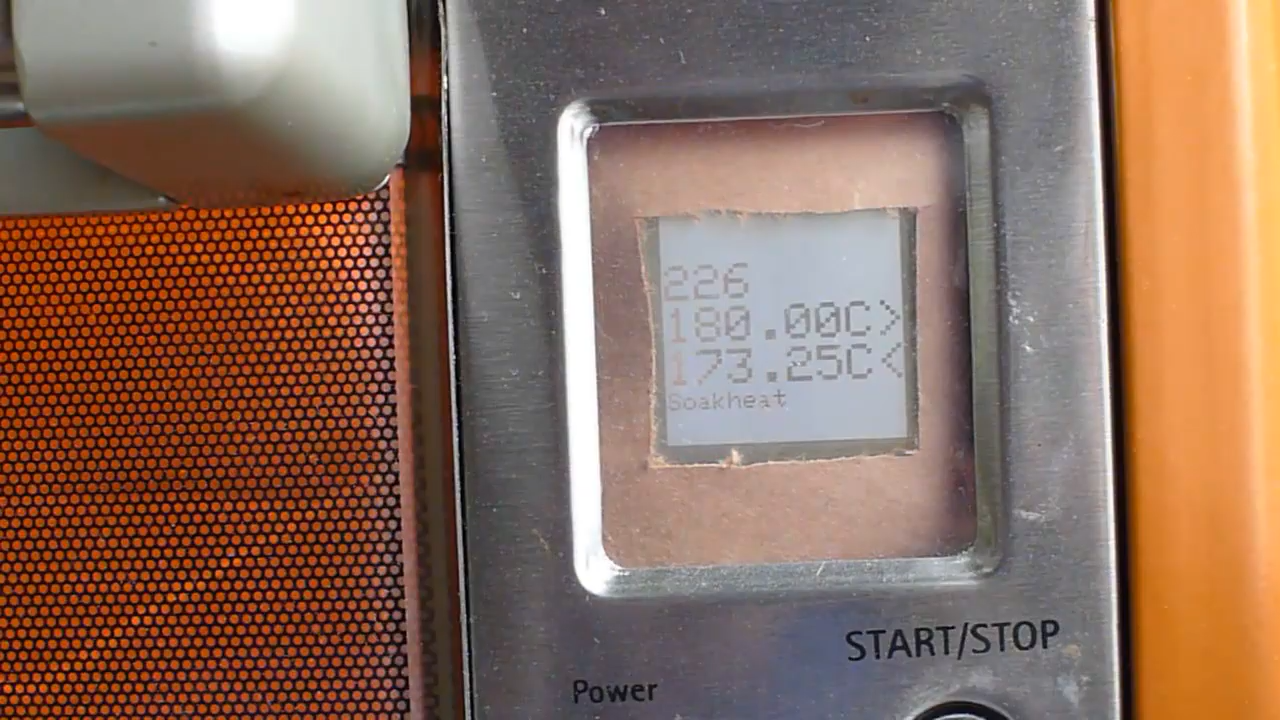 226
180.00C>
173.25C<
Soakheat
START/STOP
Power